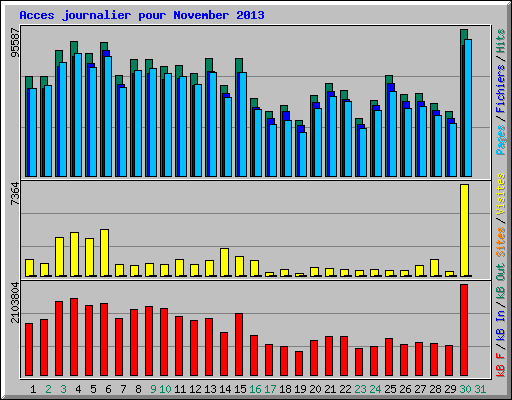 Acces journalier pour November 2013
95587
Pages / Fichiers / Hits
7364
Sites / Visites
2103804
kB F / kB In / kB Out
1 2 3 4 5 6 7 8 9 10 11 12 13 14 15 16 17 18 19 20 21 22 23 24 25 26 27 28 29 30 31